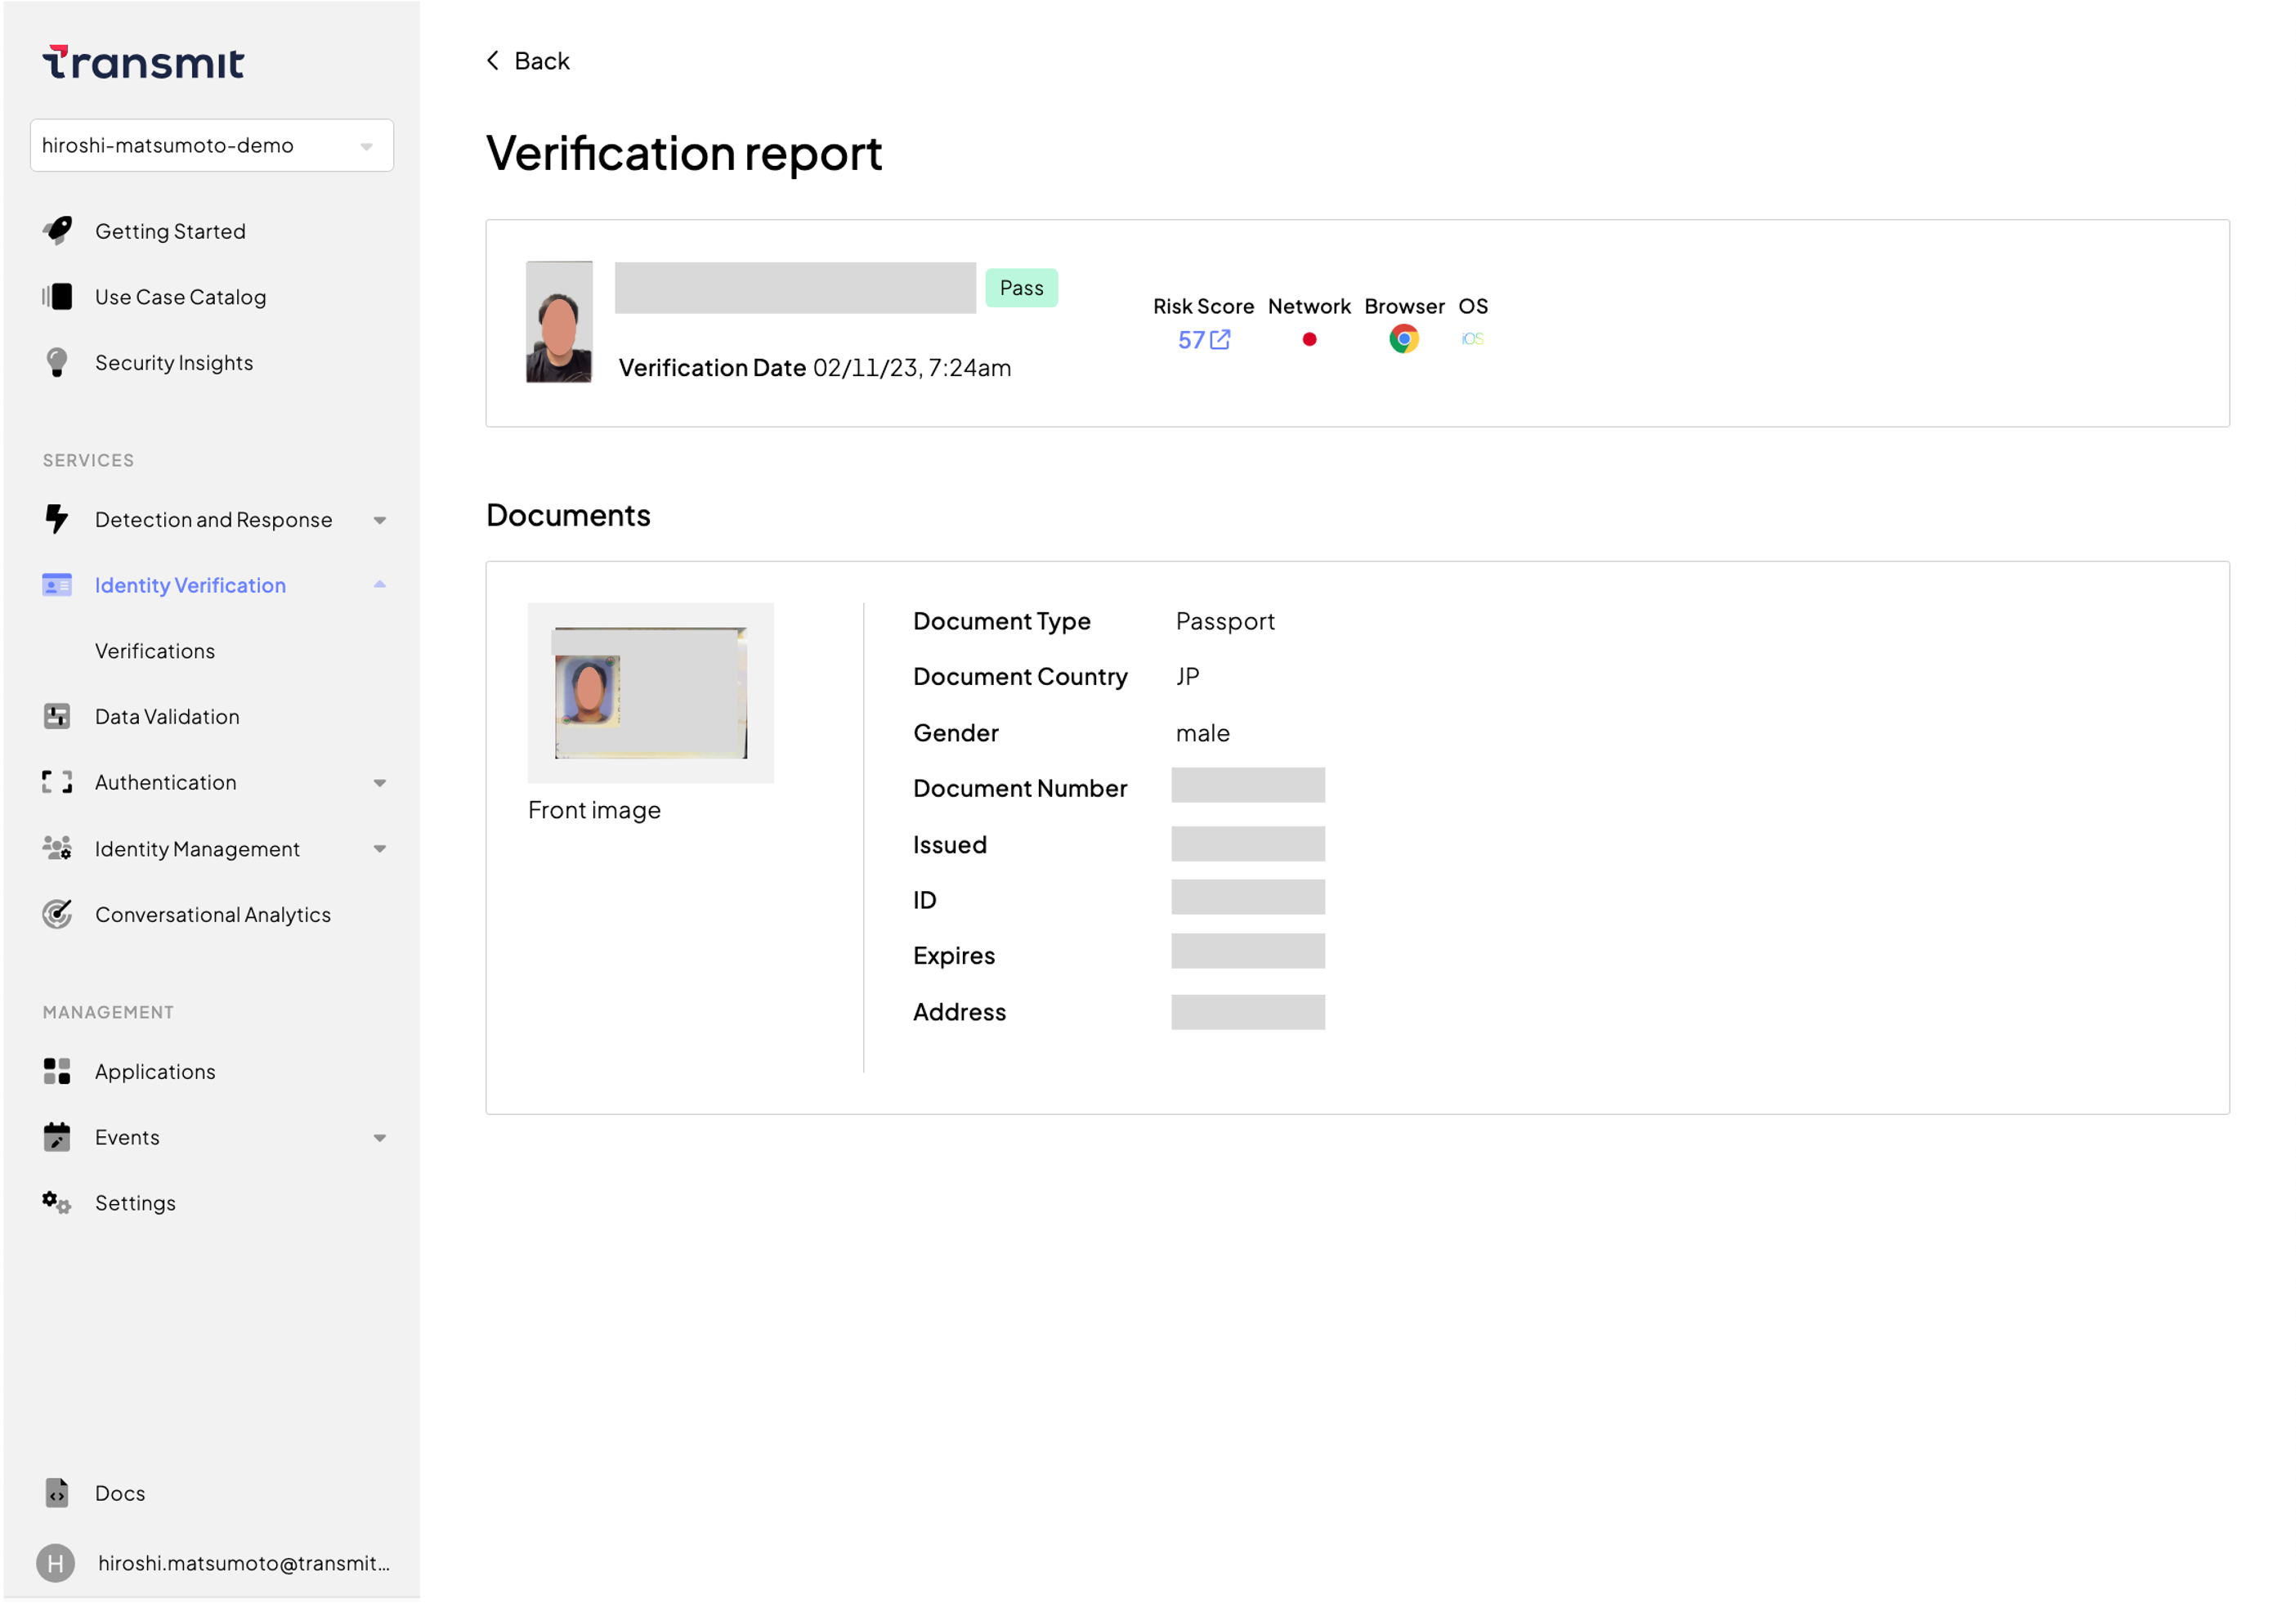 transmit
hiroshi-matsumoto-demo
Getting Started
Use Case Catalog
Security Insights
SERVICES
Detection and Response
Identity Verification
Verifications
Data Validation
Authentication
Identity Management
Conversational Analytics
MANAGEMENT
Applications
Events
Settings
Docs
H hiroshi.matsumoto@transmit...
Back
Verification report
Pass
Verification Date 02/11/23, 7:24am
Risk Score Network Browser OS
57 iOS
Documents
Front image
Document Type Passport
Document Country JP
Gender male
Document Number
Issued
ID
Expires
Address